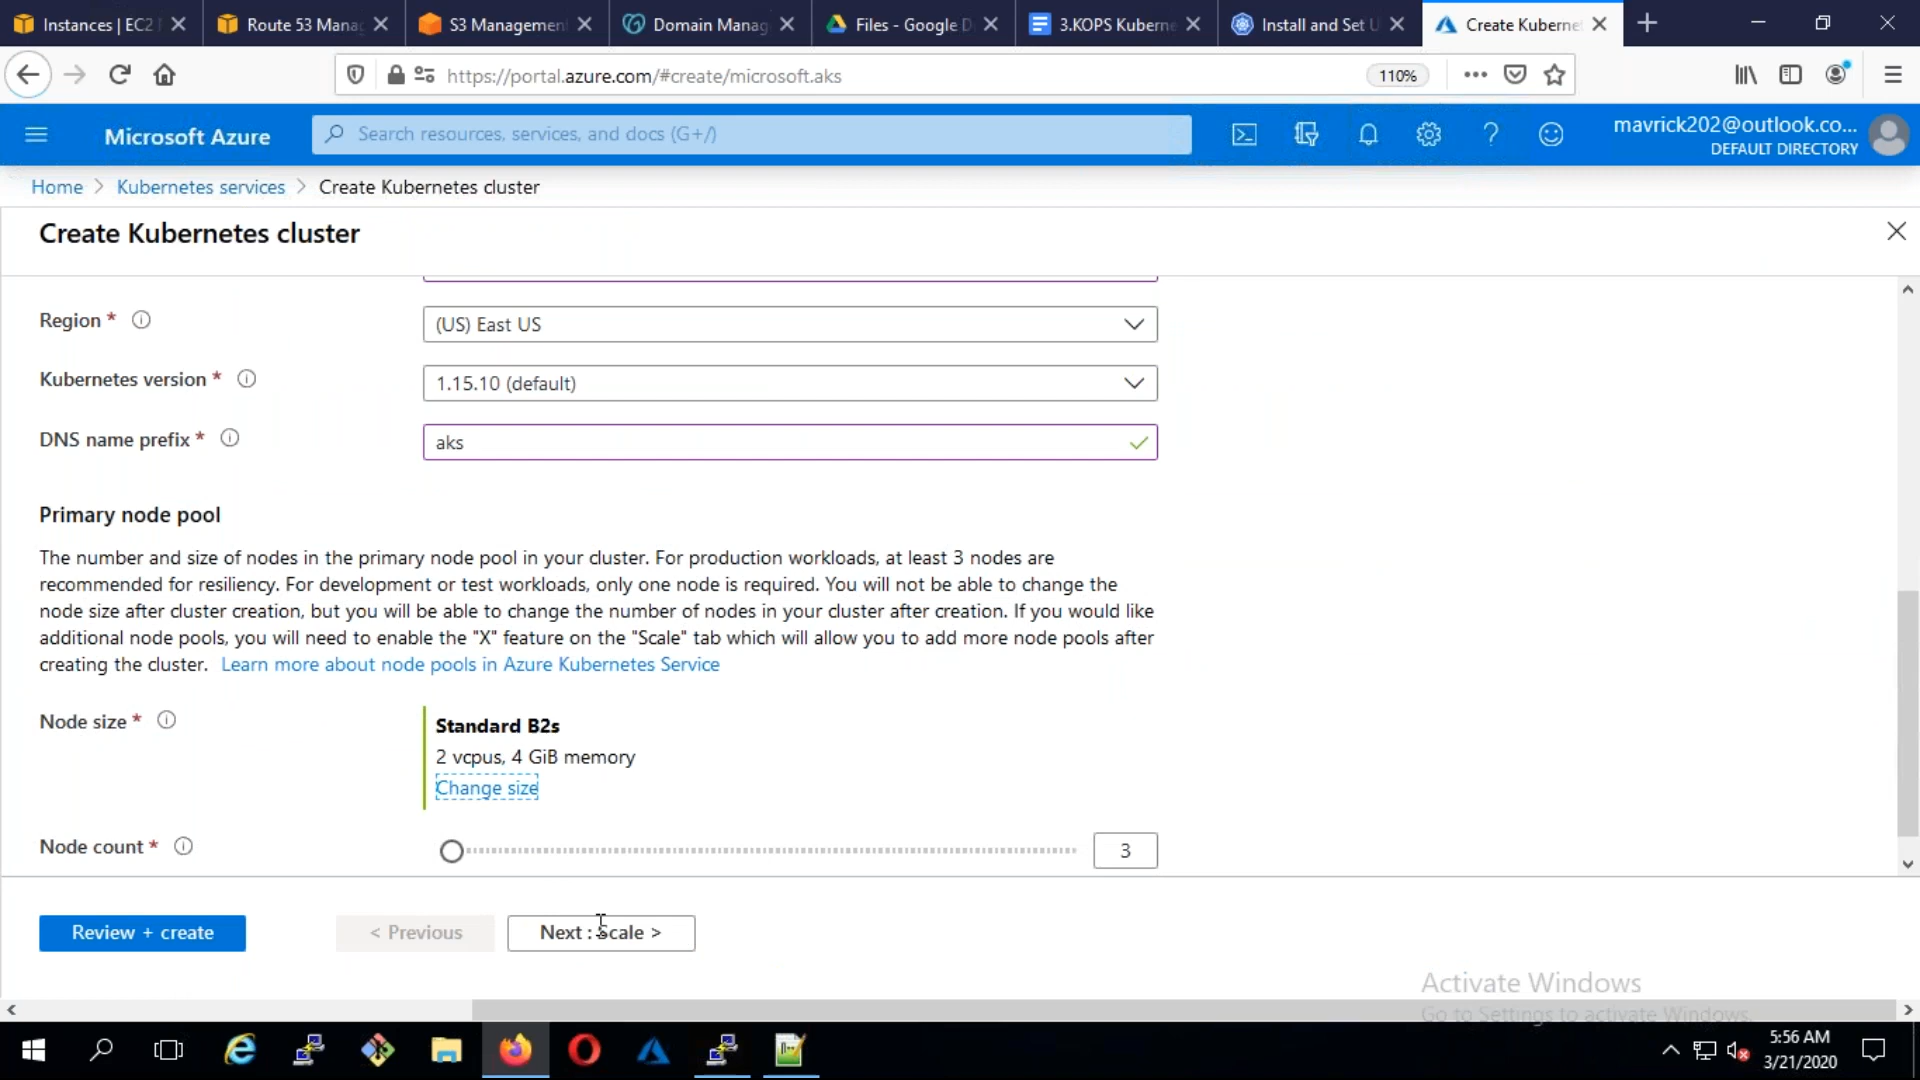 Instances | EC2
Route 53 Mana
S3 Management
Domain Manag
Files - Google D
3.KOPS Kuberne
Install and Set U
Create Kubernet
https://portal.azure.com/#create/microsoft.aks
110%
Microsoft Azure
Search resources, services, and docs (G+/)
mavrick202@outlook.co...
DEFAULT DIRECTORY
Home > Kubernetes services > Create Kubernetes cluster
Create Kubernetes cluster
Region *
(US) East US
Kubernetes version *
1.15.10 (default)
DNS name prefix *
aks
Primary node pool
The number and size of nodes in the primary node pool in your cluster. For production workloads, at least 3 nodes are
recommended for resiliency. For development or test workloads, only one node is required. You will not be able to change the
node size after cluster creation, but you will be able to change the number of nodes in your cluster after creation. If you would like
additional node pools, you will need to enable the "X" feature on the "Scale" tab which will allow you to add more node pools after
creating the cluster. Learn more about node pools in Azure Kubernetes Service
Node size *
Standard B2s
2 vcpus, 4 GiB memory
Change size
Node count *
3
Review + create
< Previous
Next : Scale >
Activate Windows
Go to Settings to activate Windows.
5:56 AM
3/21/2020